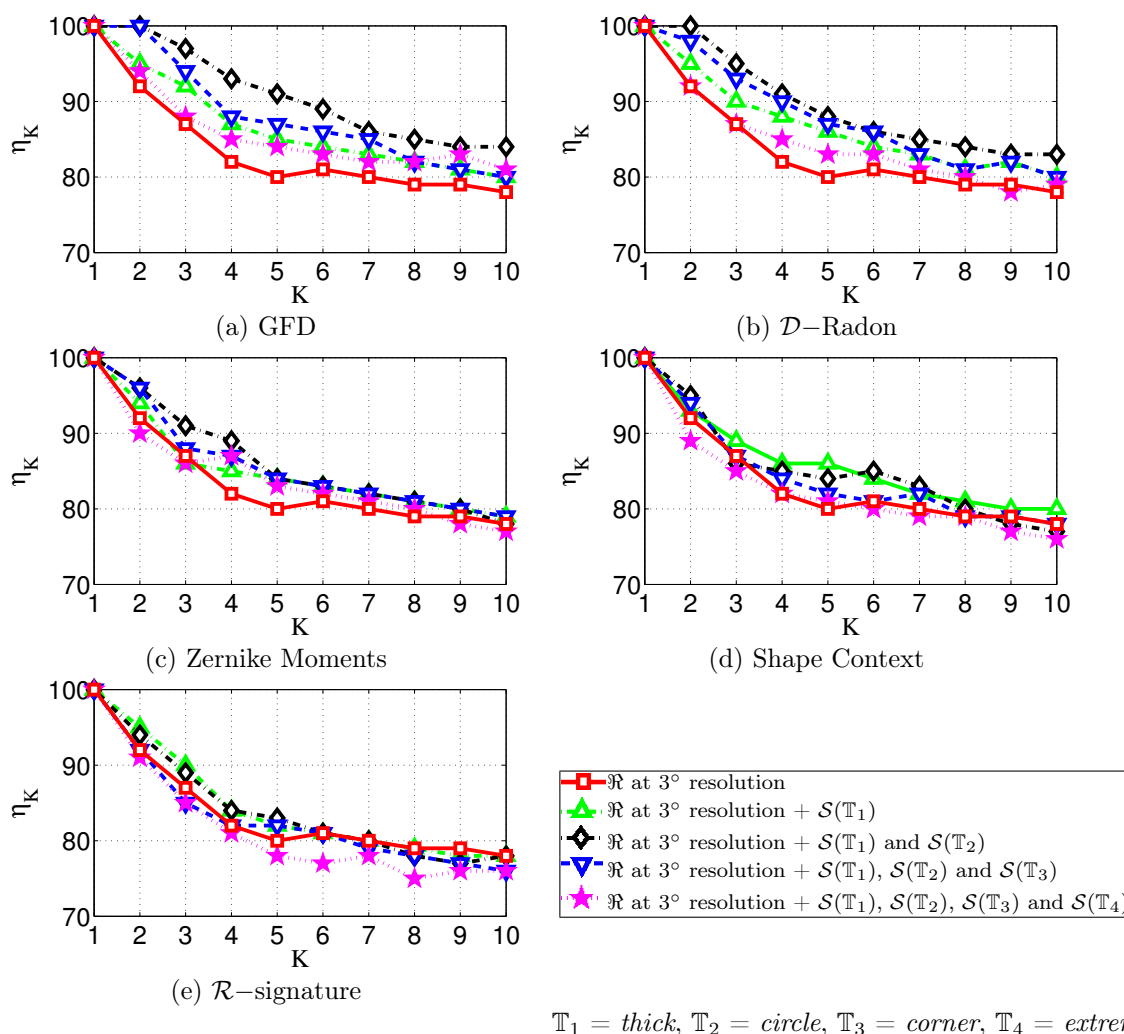 100
90
80
70
η_K
1 2 3 4 5 6 7 8 9 10
K
(a) GFD
100
90
80
70
η_K
1 2 3 4 5 6 7 8 9 10
K
(b) 𝒟−Radon
100
90
80
70
η_K
1 2 3 4 5 6 7 8 9 10
K
(c) Zernike Moments
100
90
80
70
η_K
1 2 3 4 5 6 7 8 9 10
K
(d) Shape Context
100
90
80
70
η_K
1 2 3 4 5 6 7 8 9 10
K
(e) ℛ−signature
ℜ at 3° resolution
ℜ at 3° resolution + 𝒮(𝕋₁)
ℜ at 3° resolution + 𝒮(𝕋₁) and 𝒮(𝕋₂)
ℜ at 3° resolution + 𝒮(𝕋₁), 𝒮(𝕋₂) and 𝒮(𝕋₃)
ℜ at 3° resolution + 𝒮(𝕋₁), 𝒮(𝕋₂), 𝒮(𝕋₃) and 𝒮(𝕋₄)
𝕋₁ = thick, 𝕋₂ = circle, 𝕋₃ = corner, 𝕋₄ =